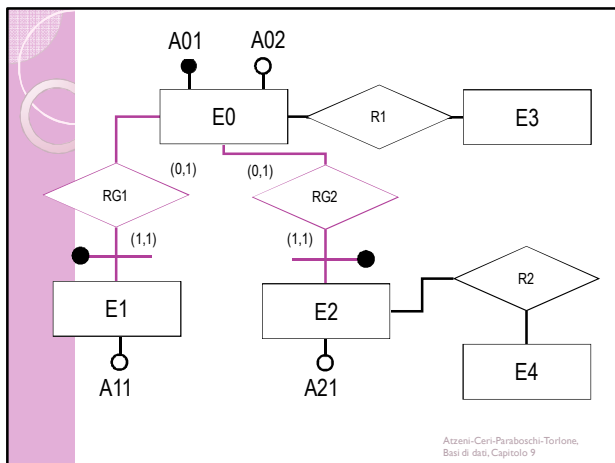 A01 A02
E0 R1 E3
(0,1) (0,1)
RG1 RG2
(1,1) (1,1)
E1 E2 R2
A11 A21 E4
Atzeni-Ceri-Paraboschi-Torlone,
Basi di dati, Capitolo 9